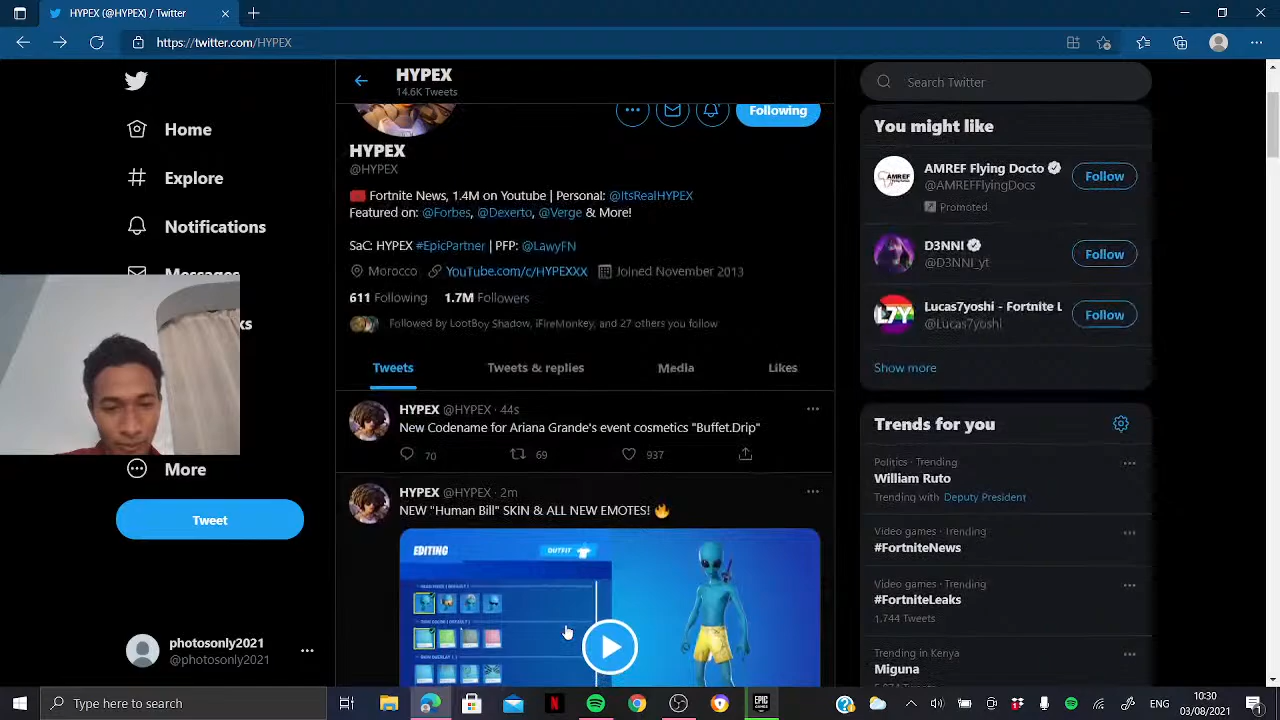 HYPEX (@HYPEX) / Twitter
https://twitter.com/HYPEX
HYPEX
14.6K Tweets
Following
HYPEX
@HYPEX
Fortnite News, 1.4M on Youtube | Personal: @ItsRealHYPEX
Featured on: @Forbes, @Dexerto, @Verge & More!
SaC: HYPEX #EpicPartner | PFP: @LawyFN
Morocco YouTube.com/c/HYPEXXX Joined November 2013
611 Following 1.7M Followers
Followed by LootBoy Shadow, iFireMonkey, and 27 others you follow
Tweets Tweets & replies Media Likes
HYPEX @HYPEX · 44s
New Codename for Ariana Grande's event cosmetics "Buffet.Drip"
70 69 937
HYPEX @HYPEX · 2m
NEW "Human Bill" SKIN & ALL NEW EMOTES! 🔥
EDITING
OUTFIT
Home
Explore
Notifications
Messages
ks
More
Tweet
photosonly2021
@photosonly2021
Search Twitter
You might like
AMREF Flying Docto
@AMREFFlyingDocs
Promoted
Follow
D3NNI
@D3NNI_yt
Follow
L7Y
Lucas7yoshi - Fortnite L
@Lucas7yoshi
Follow
Show more
Trends for you
Politics · Trending
William Ruto
Trending with Deputy President
Video games · Trending
#FortniteNews
Video games · Trending
#FortniteLeaks
1,744 Tweets
Trending in Kenya
Miguna
Type here to search
10:30
03/08/2021